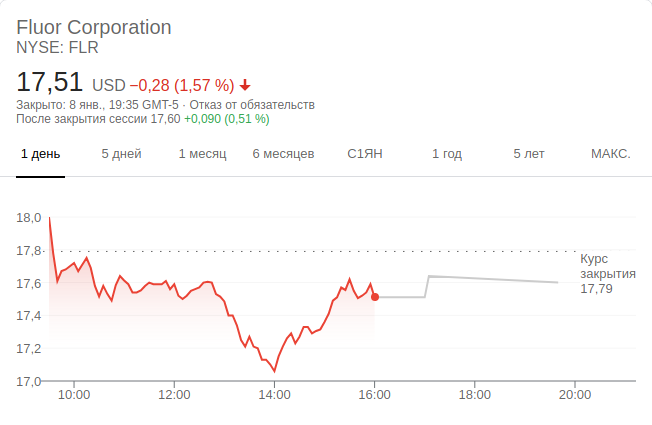 Fluor Corporation
NYSE: FLR
17,51 USD −0,28 (1,57 %)
Закрыто: 8 янв., 19:35 GMT-5 · Отказ от обязательств
После закрытия сессии 17,60 +0,090 (0,51 %)
1 день 5 дней 1 месяц 6 месяцев С1ЯН 1 год 5 лет МАКС.
18,0
17,8
Курс
закрытия
17,79
17,6
17,4
17,2
17,0
10:00 12:00 14:00 16:00 18:00 20:00